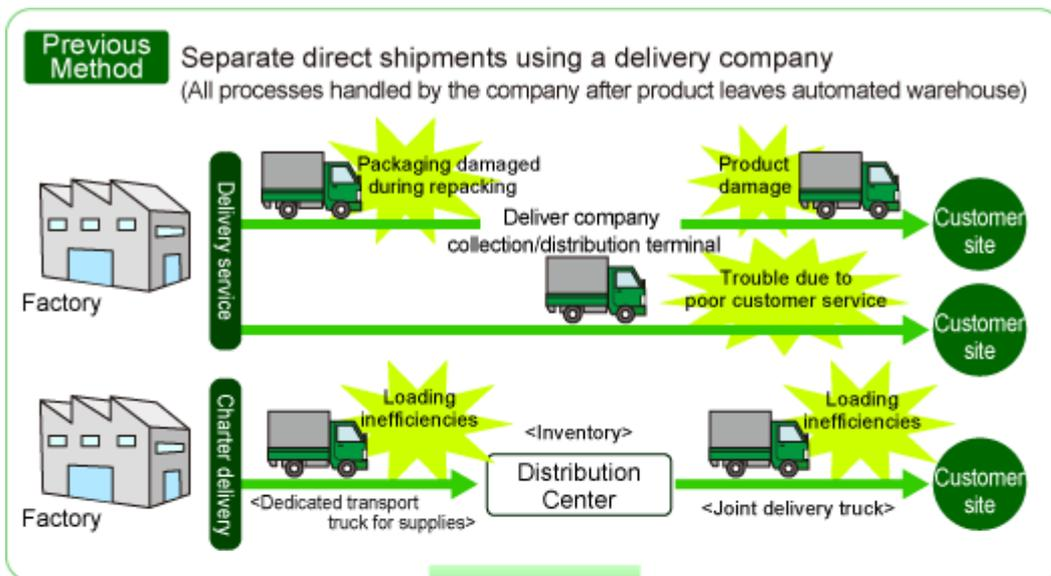 Previous
Method
Separate direct shipments using a delivery company
(All processes handled by the company after product leaves automated warehouse)
Factory
Delivery service
Packaging damaged
during repacking
Deliver company
collection/distribution terminal
Product
damage
Customer
site
Trouble due to
poor customer service
Customer
site
Factory
Charter delivery
Loading
inefficiencies
<Dedicated transport
truck for supplies>
<Inventory>
Distribution
Center
Loading
inefficiencies
<Joint delivery truck>
Customer
site